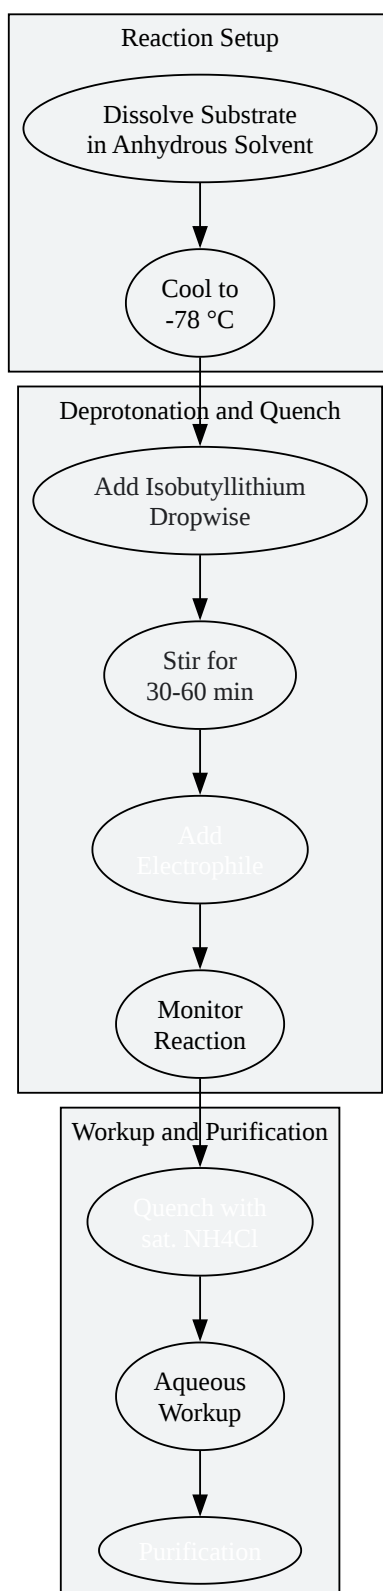 Reaction Setup
Dissolve Substrate
in Anhydrous Solvent
Cool to
-78 °C
Deprotonation and Quench
Add Isobutyllithium
Dropwise
Stir for
30-60 min
Add
Electrophile
Monitor
Reaction
Workup and Purification
Quench with
sat. NH4Cl
Aqueous
Workup
Purification